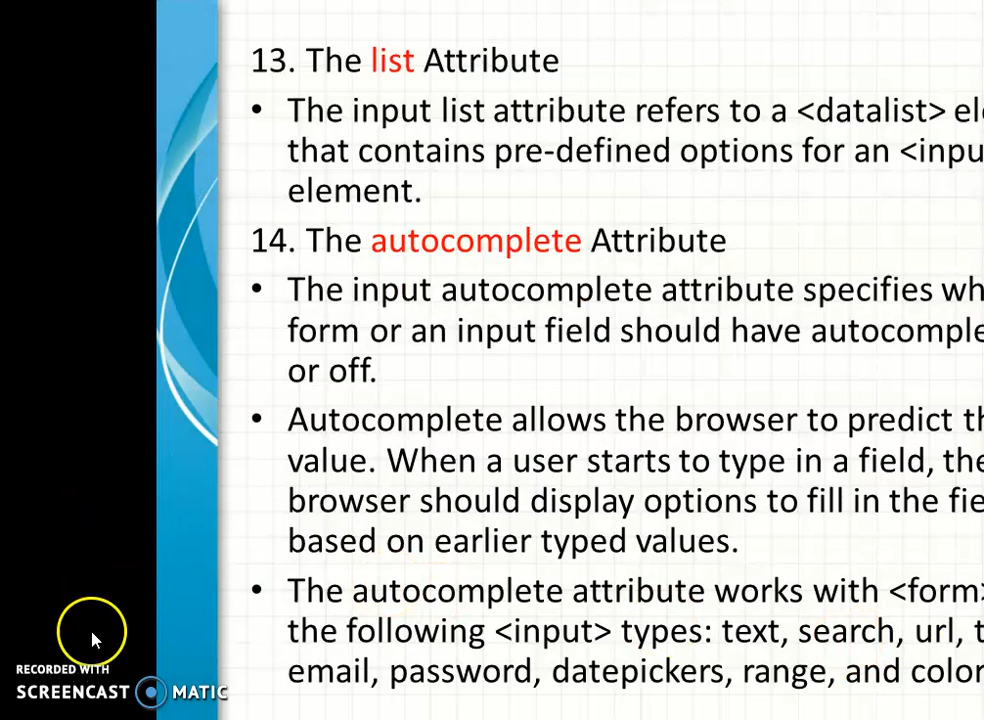 13. The list Attribute
• The input list attribute refers to a <datalist>
that contains pre-defined options for an
element.
14. The autocomplete Attribute
• The input autocomplete attribute specifies
form or an input field should have
or off.
• Autocomplete allows the browser to predict
value. When a user starts to type in a field,
browser should display options to fill in the
based on earlier typed values.
• The autocomplete attribute works with <form>
the following <input> types: text, search, url,
email, password, datepickers, range, and color
RECORDED WITH
SCREENCAST MATIC